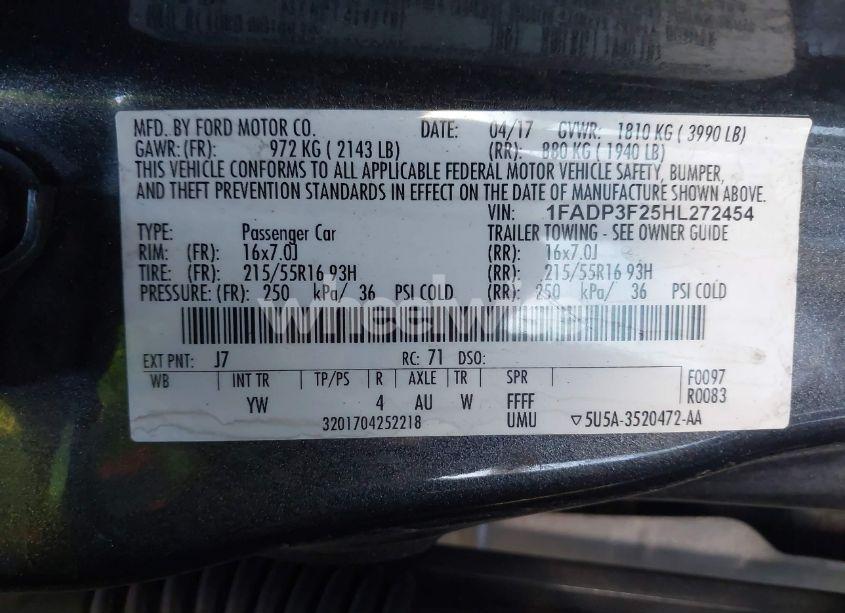 MFD. BY FORD MOTOR CO. DATE: 04/17 GVWR: 1810 KG ( 3990 LB)
GAWR: (FR): 972 KG ( 2143 LB) (RR): 880 KG ( 1940 LB)
THIS VEHICLE CONFORMS TO ALL APPLICABLE FEDERAL MOTOR VEHICLE SAFETY, BUMPER,
AND THEFT PREVENTION STANDARDS IN EFFECT ON THE DATE OF MANUFACTURE SHOWN ABOVE.
VIN: 1FADP3F25HL272454
TYPE: Passenger Car TRAILER TOWING - SEE OWNER GUIDE
RIM: (FR) 16x7.0J (RR): 16x7.0J
TIRE: (FR) : 215/55R16 93H (RR) : 215/55R16 93H
PRESSURE: (FR): 250 kPa/ 36 PSI COLD (RR): 250 kPa/ 36 PSI COLD
EXT PNT: J7 RC: 71 DSO:
WB INT TR TP/PS R AXLE TR SPR F0097
YW 4 AU W FFFF R0083
3201704252218 UMU ▽5U5A-3520472-AA